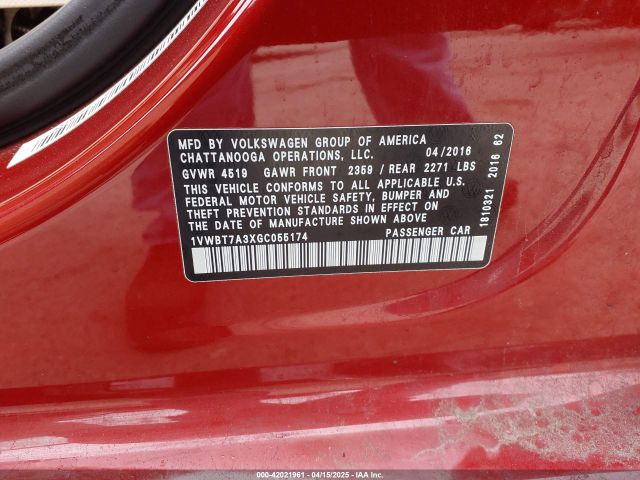 MFD BY VOLKSWAGEN GROUP OF AMERICA
CHATTANOOGA OPERATIONS, LLC. 04/2016
GVWR 4519 GAWR FRONT 2359 / REAR 2271 LBS
THIS VEHICLE CONFORMS TO ALL APPLICABLE U.S.
FEDERAL MOTOR VEHICLE SAFETY, BUMPER AND
THEFT PREVENTION STANDARDS IN EFFECT ON
THE DATE OF MANUFACTURE SHOWN ABOVE
1VWBT7A3XGC055174 PASSENGER CAR
1810321 2016 62
000-42021961 - 04/15/2025 - IAAI.COM